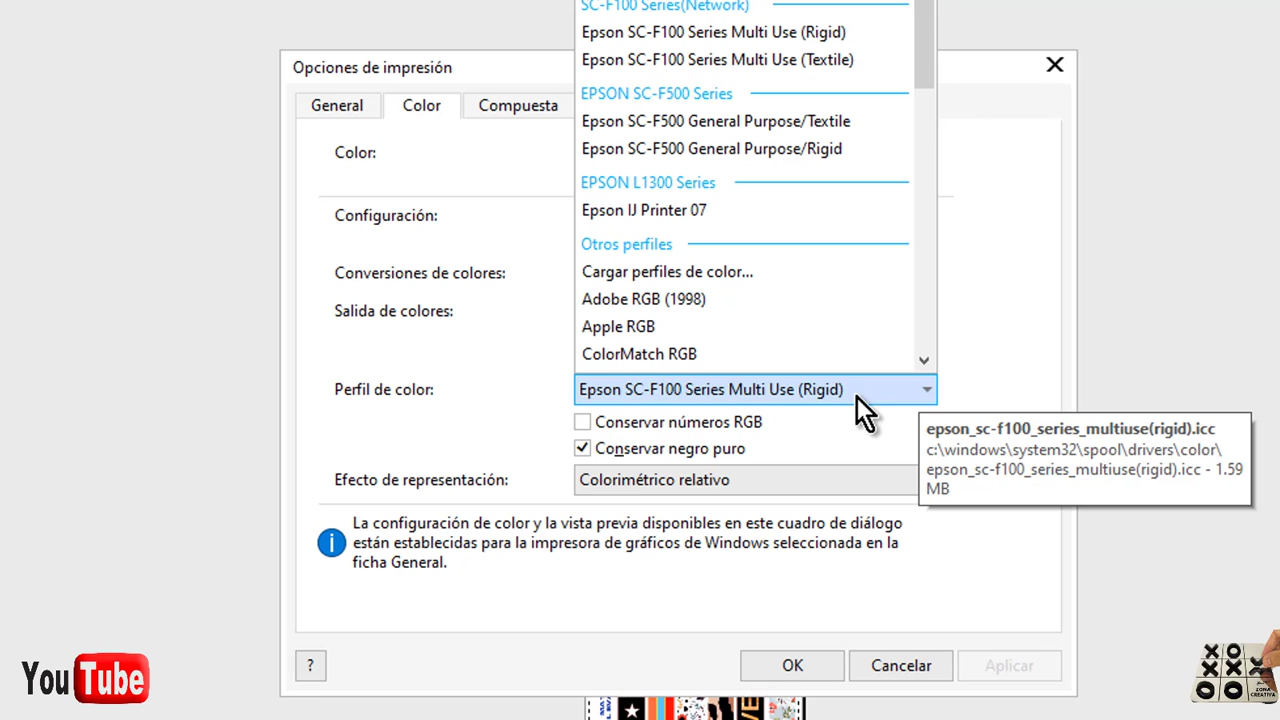 SC-F100 Series(Network)
Epson SC-F100 Series Multi Use (Rigid)
Epson SC-F100 Series Multi Use (Textile)
EPSON SC-F500 Series
Epson SC-F500 General Purpose/Textile
Epson SC-F500 General Purpose/Rigid
EPSON L1300 Series
Epson IJ Printer 07
Otros perfiles
Cargar perfiles de color...
Adobe RGB (1998)
Apple RGB
ColorMatch RGB
Opciones de impresión
General
Color
Compuesta
Color:
Configuración:
Conversiones de colores:
Salida de colores:
Perfil de color:
Epson SC-F100 Series Multi Use (Rigid)
Conservar números RGB
Conservar negro puro
Efecto de representación:
Colorimétrico relativo
epson_sc-f100_series_multiuse(rigid).icc
c:\windows\system32\spool\drivers\color\
epson_sc-f100_series_multiuse(rigid).icc - 1.59
MB
La configuración de color y la vista previa disponibles en este cuadro de diálogo
están establecidas para la impresora de gráficos de Windows seleccionada en la
ficha General.
?
OK
Cancelar
Aplicar
YouTube
ZONA
CREATIVA